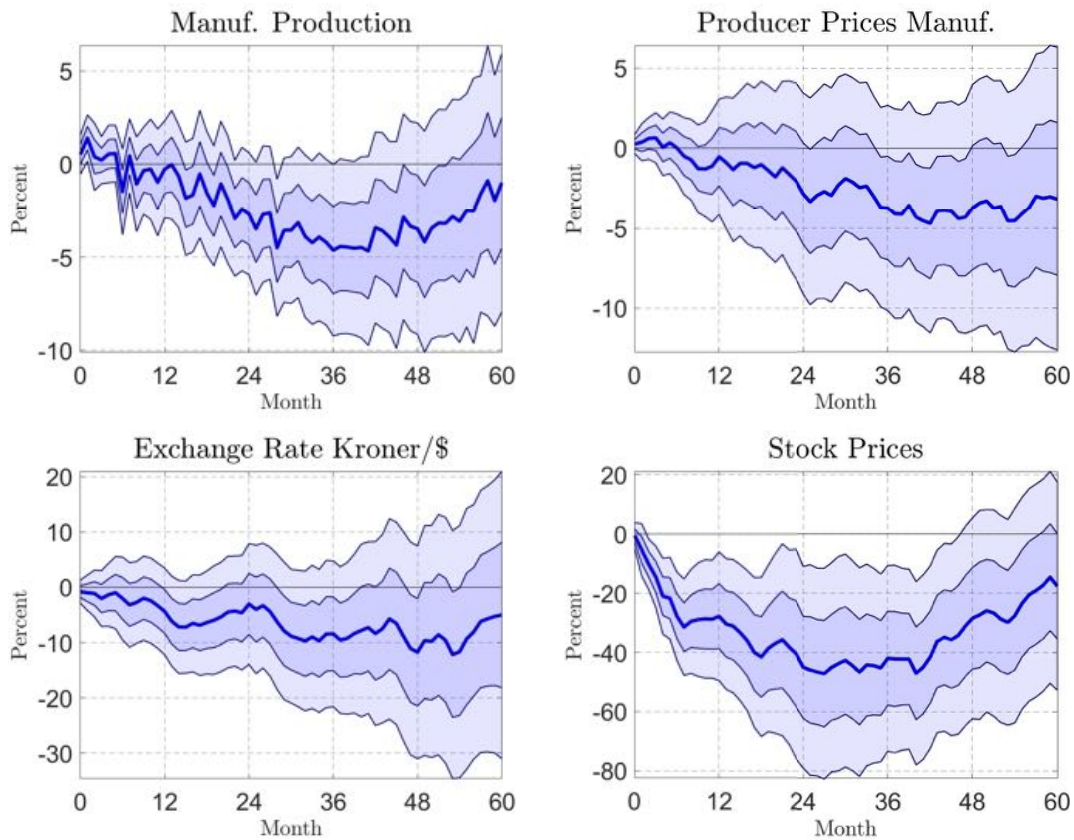 Manuf. Production
Percent
5
0
-5
-10
0 12 24 36 48 60
Month
Producer Prices Manuf.
Percent
5
0
-5
-10
0 12 24 36 48 60
Month
Exchange Rate Kroner/$
Percent
20
10
0
-10
-20
-30
0 12 24 36 48 60
Month
Stock Prices
Percent
20
0
-20
-40
-60
-80
0 12 24 36 48 60
Month